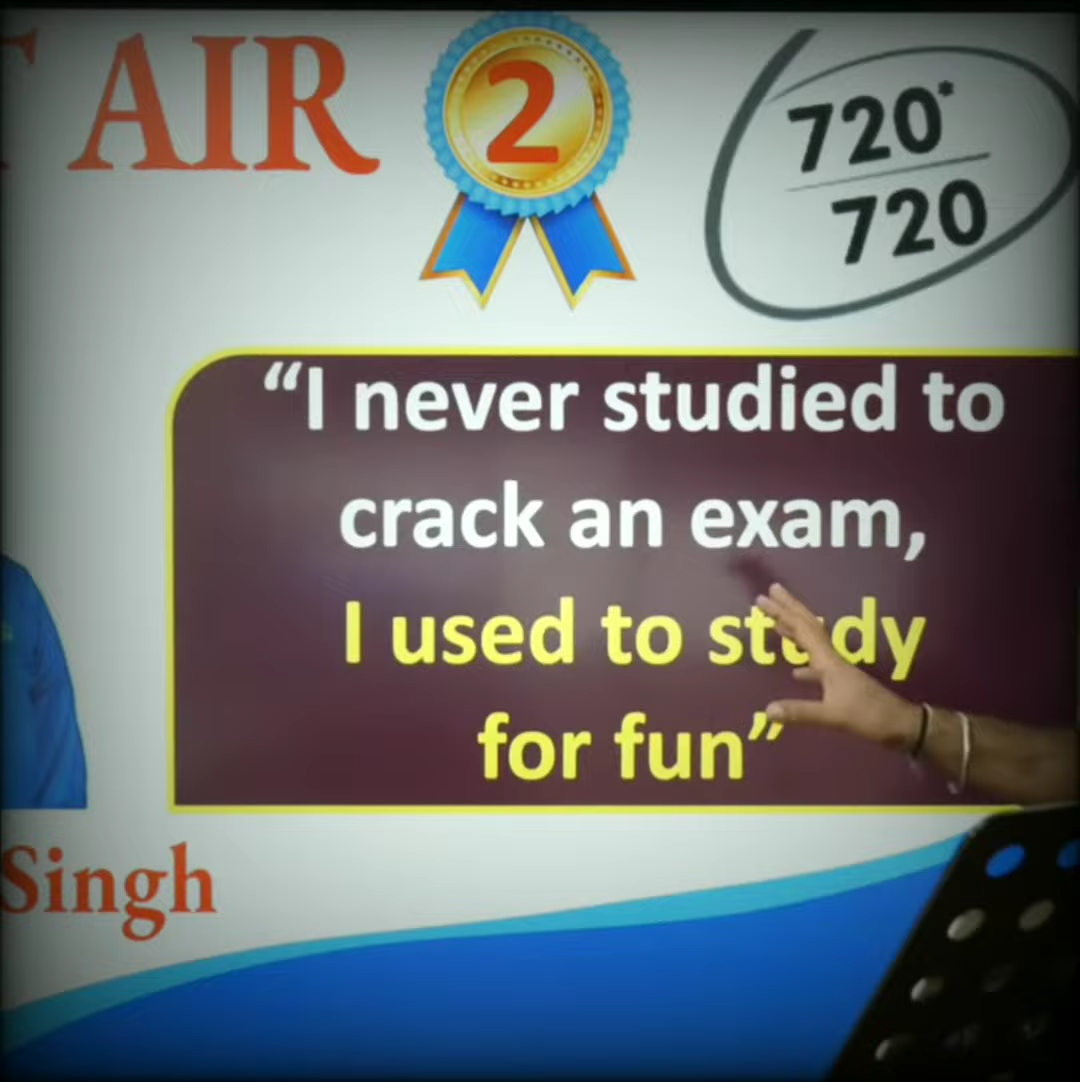 AIR 2
720*
720
“I never studied to
crack an exam,
I used to study
for fun”
Singh